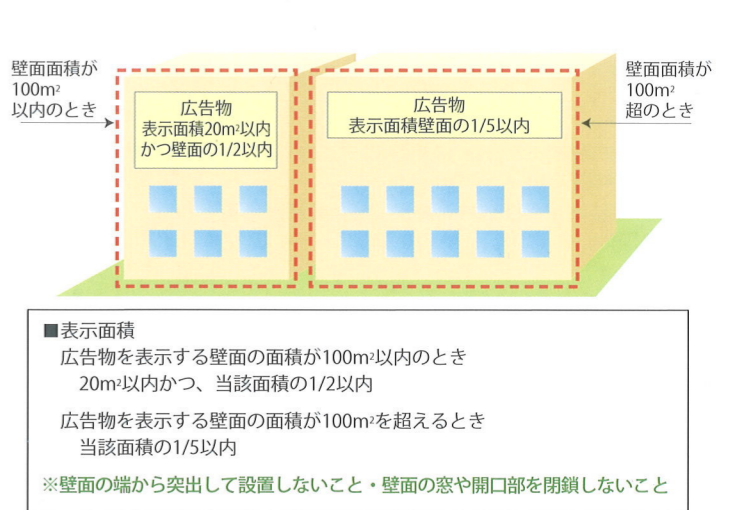 壁面面積が
100m²
以内のとき
広告物
表示面積20m²以内
かつ壁面の1/2以内
広告物
表示面積壁面の1/5以内
壁面面積が
100m²
超のとき
■表示面積
広告物を表示する壁面の面積が100m²以内のとき
20m²以内かつ、当該面積の1/2以内
広告物を表示する壁面の面積が100m²を超えるとき
当該面積の1/5以内
※壁面の端から突出して設置しないこと・壁面の窓や開口部を閉鎖しないこと